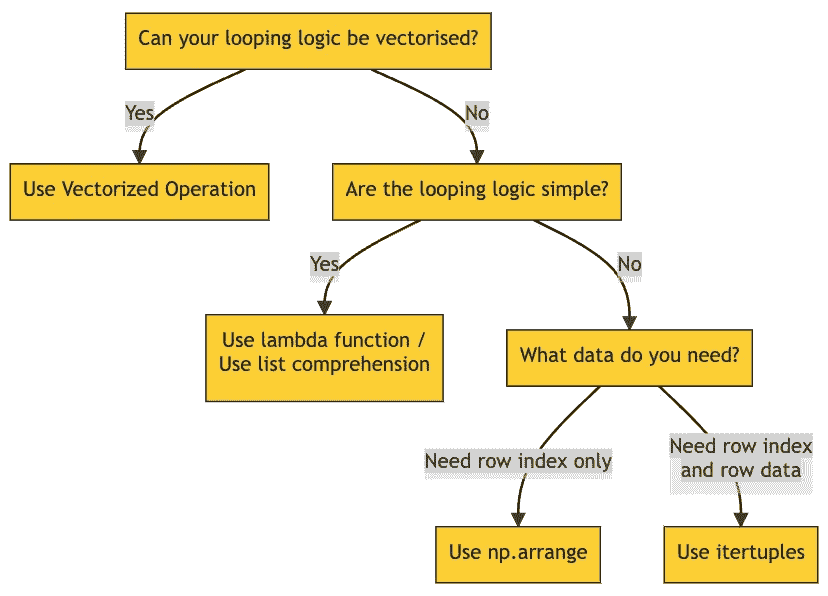 Can your looping logic be vectorised?
Yes
No
Use Vectorized Operation
Are the looping logic simple?
Yes
No
Use lambda function /
Use list comprehension
What data do you need?
Need row index only
Need row index
and row data
Use np.arrange
Use itertuples